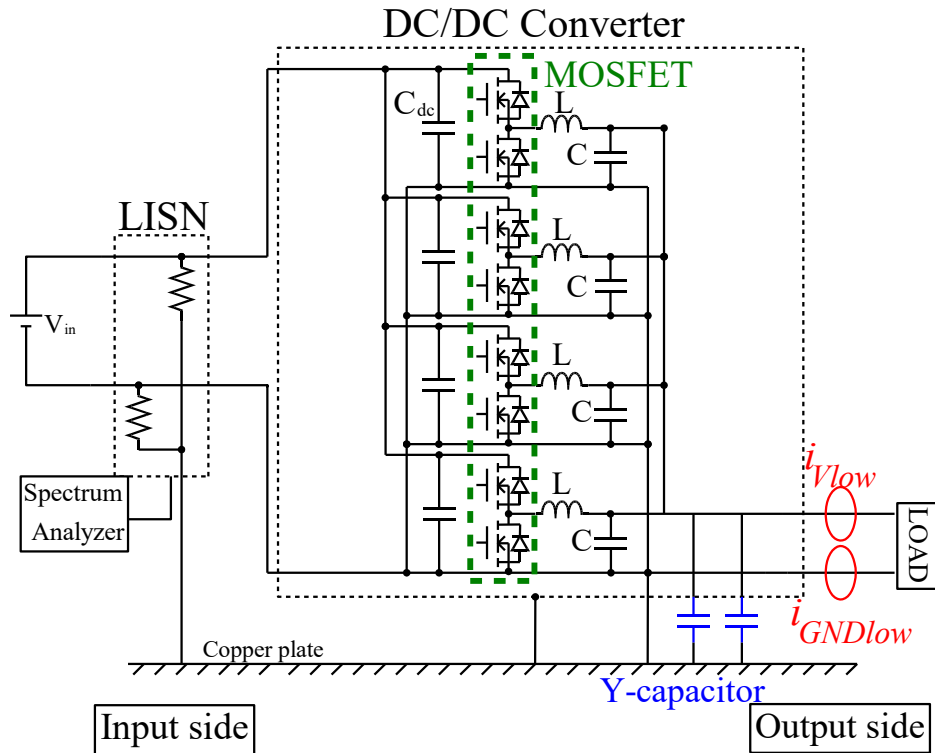 DC/DC Converter
MOSFET
Cdc
L
C
LISN
L
C
Vin
L
C
iVlow
Spectrum
Analyzer
L
C
LOAD
iGNDlow
Copper plate
Y-capacitor
Input side
Output side